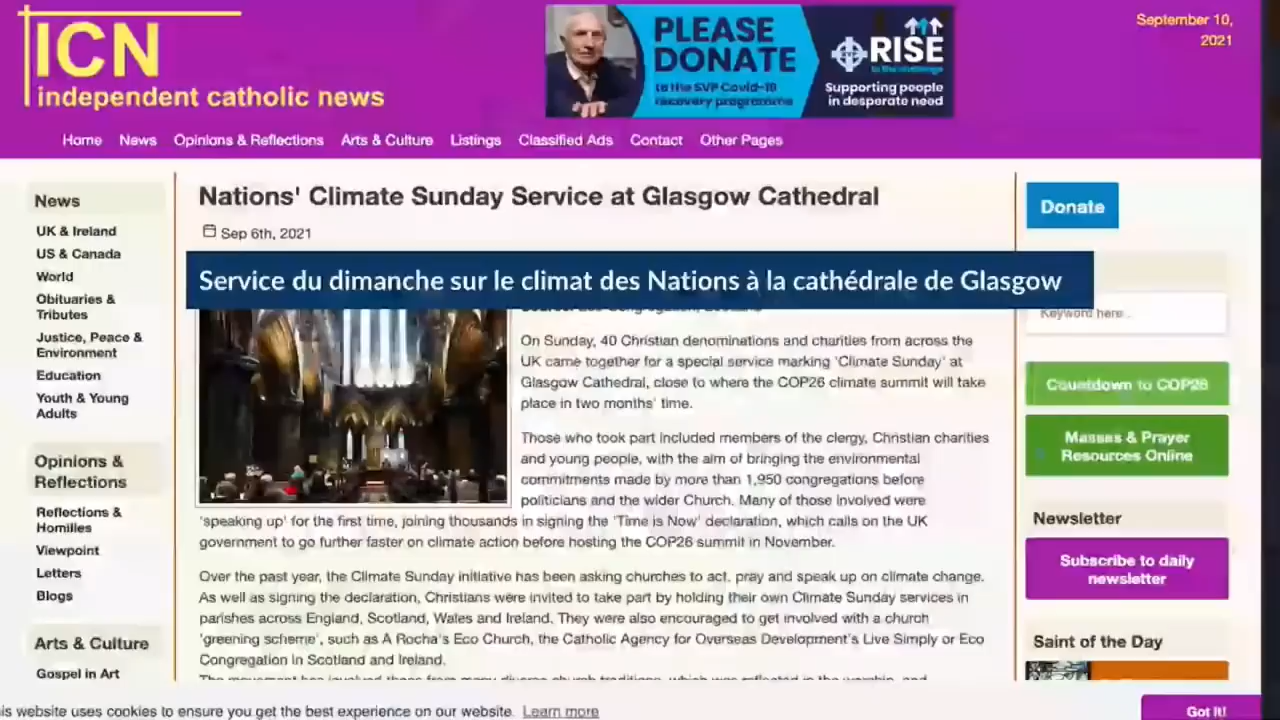 ICN
independent catholic news
PLEASE
DONATE
to the SVP Covid-19
recovery programme
RISE
to the challenge
Supporting people
in desperate need
September 10,
2021
Home News Opinions & Reflections Arts & Culture Listings Classified Ads Contact Other Pages
News
UK & Ireland
US & Canada
World
Obituaries &
Tributes
Justice, Peace &
Environment
Education
Youth & Young
Adults
Opinions &
Reflections
Reflections &
Homilies
Viewpoint
Letters
Blogs
Arts & Culture
Gospel in Art
Nations' Climate Sunday Service at Glasgow Cathedral
Sep 6th, 2021
Service du dimanche sur le climat des Nations à la cathédrale de Glasgow
On Sunday, 40 Christian denominations and charities from across the
UK came together for a special service marking 'Climate Sunday' at
Glasgow Cathedral, close to where the COP26 climate summit will take
place in two months' time.
Those who took part included members of the clergy, Christian charities
and young people, with the aim of bringing the environmental
commitments made by more than 1,950 congregations before
politicians and the wider Church. Many of those involved were
'speaking up' for the first time, joining thousands in signing the 'Time is Now' declaration, which calls on the UK
government to go further faster on climate action before hosting the COP26 summit in November.
Over the past year, the Climate Sunday initiative has been asking churches to act, pray and speak up on climate change.
As well as signing the declaration, Christians were invited to take part by holding their own Climate Sunday services in
parishes across England, Scotland, Wales and Ireland. They were also encouraged to get involved with a church
'greening scheme', such as A Rocha's Eco Church, the Catholic Agency for Overseas Development's Live Simply or Eco
Congregation in Scotland and Ireland.
Donate
Keyword here..
Countdown to COP26
Masses & Prayer
Resources Online
Newsletter
Subscribe to daily
newsletter
Saint of the Day
is website uses cookies to ensure you get the best experience on our website. Learn more
Got it!